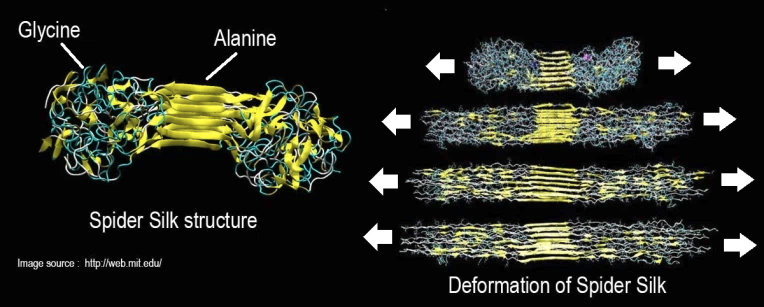 Glycine
Alanine
Spider Silk structure
Image source :  http://web.mit.edu/
Deformation of Spider Silk